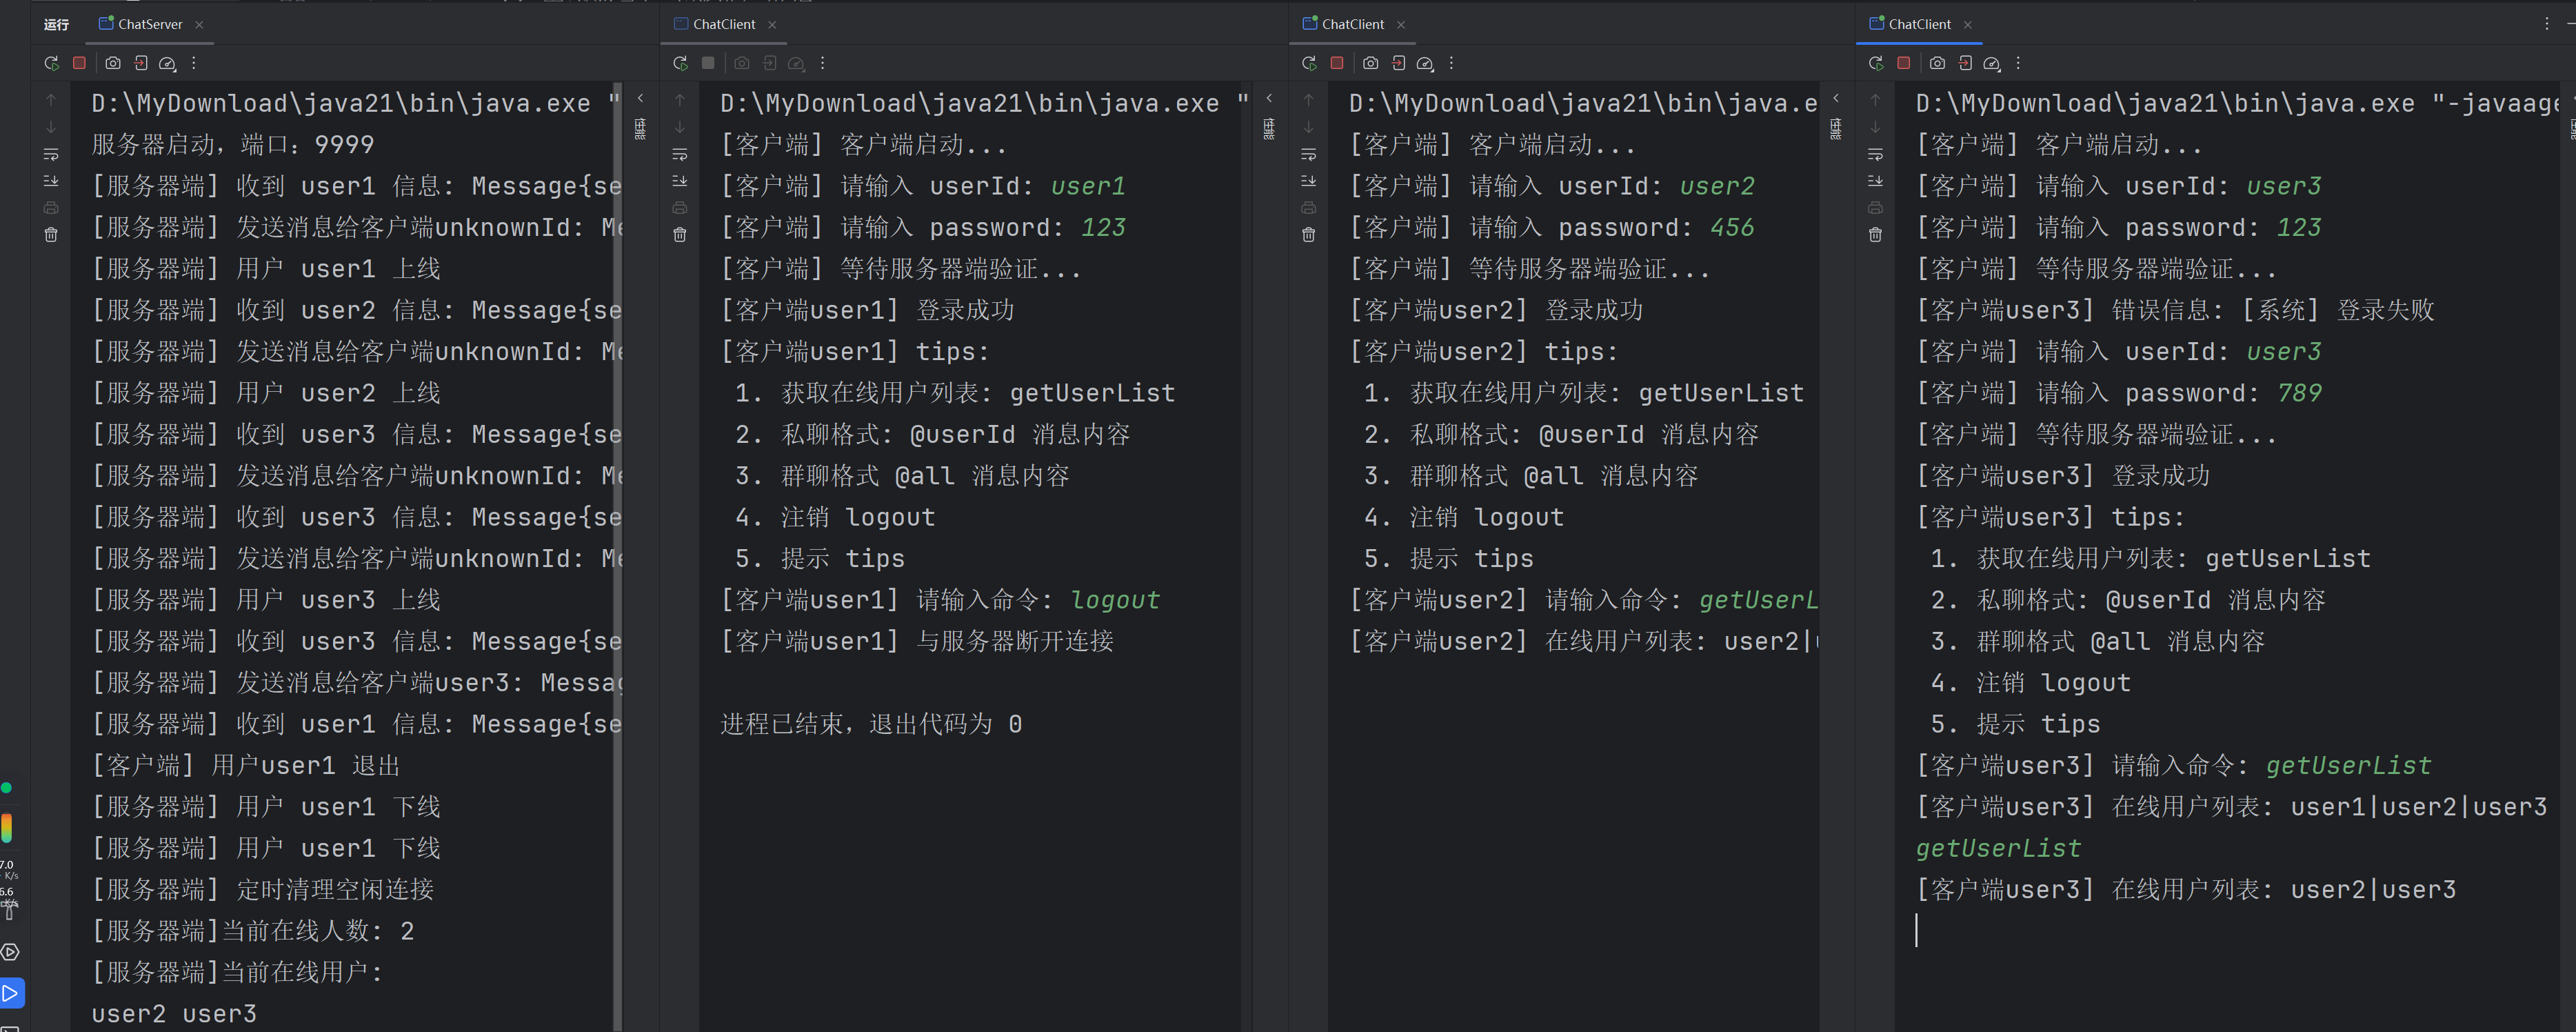 运行
ChatServer
D:\MyDownload\java21\bin\java.exe "
服务器启动，端口：9999
[服务器端] 收到 user1 信息: Message{se
[服务器端] 发送消息给客户端unknownId: Me
[服务器端] 用户 user1 上线
[服务器端] 收到 user2 信息: Message{se
[服务器端] 发送消息给客户端unknownId: Me
[服务器端] 用户 user2 上线
[服务器端] 收到 user3 信息: Message{se
[服务器端] 发送消息给客户端unknownId: Me
[服务器端] 收到 user3 信息: Message{se
[服务器端] 发送消息给客户端unknownId: Me
[服务器端] 用户 user3 上线
[服务器端] 收到 user3 信息: Message{se
[服务器端] 发送消息给客户端user3: Messag
[服务器端] 收到 user1 信息: Message{se
[客户端] 用户user1 退出
[服务器端] 用户 user1 下线
[服务器端] 用户 user1 下线
[服务器端] 定时清理空闲连接
[服务器端]当前在线人数: 2
[服务器端]当前在线用户:
user2 user3
性能
ChatClient
D:\MyDownload\java21\bin\java.exe "
[客户端] 客户端启动...
[客户端] 请输入 userId: user1
[客户端] 请输入 password: 123
[客户端] 等待服务器端验证...
[客户端user1] 登录成功
[客户端user1] tips:
1. 获取在线用户列表: getUserList
2. 私聊格式: @userId 消息内容
3. 群聊格式 @all 消息内容
4. 注销 logout
5. 提示 tips
[客户端user1] 请输入命令: logout
[客户端user1] 与服务器断开连接
进程已结束，退出代码为 0
性能
ChatClient
D:\MyDownload\java21\bin\java.e
[客户端] 客户端启动...
[客户端] 请输入 userId: user2
[客户端] 请输入 password: 456
[客户端] 等待服务器端验证...
[客户端user2] 登录成功
[客户端user2] tips:
1. 获取在线用户列表: getUserList
2. 私聊格式: @userId 消息内容
3. 群聊格式 @all 消息内容
4. 注销 logout
5. 提示 tips
[客户端user2] 请输入命令: getUserL
[客户端user2] 在线用户列表: user2|
性能
ChatClient
D:\MyDownload\java21\bin\java.exe "-javaage
[客户端] 客户端启动...
[客户端] 请输入 userId: user3
[客户端] 请输入 password: 123
[客户端] 等待服务器端验证...
[客户端user3] 错误信息: [系统] 登录失败
[客户端] 请输入 userId: user3
[客户端] 请输入 password: 789
[客户端] 等待服务器端验证...
[客户端user3] 登录成功
[客户端user3] tips:
1. 获取在线用户列表: getUserList
2. 私聊格式: @userId 消息内容
3. 群聊格式 @all 消息内容
4. 注销 logout
5. 提示 tips
[客户端user3] 请输入命令: getUserList
[客户端user3] 在线用户列表: user1|user2|user3
getUserList
[客户端user3] 在线用户列表: user2|user3
7.0
K/s
6.6